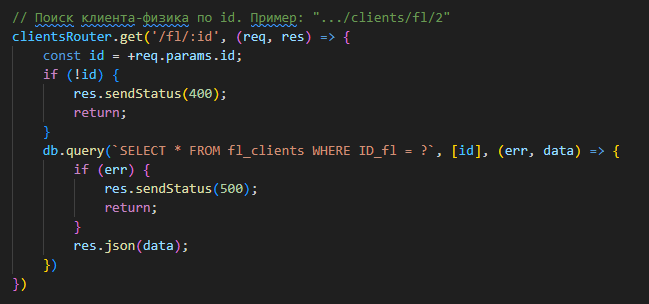 // Поиск клиента-физика по id. Пример: ".../clients/fl/2"
clientsRouter.get('/fl/:id', (req, res) => {
    const id = +req.params.id;
    if (!id) {
        res.sendStatus(400);
        return;
    }
    db.query(`SELECT * FROM fl_clients WHERE ID_fl = ?`, [id], (err, data) => {
        if (err) {
            res.sendStatus(500);
            return;
        }
        res.json(data);
    })
})